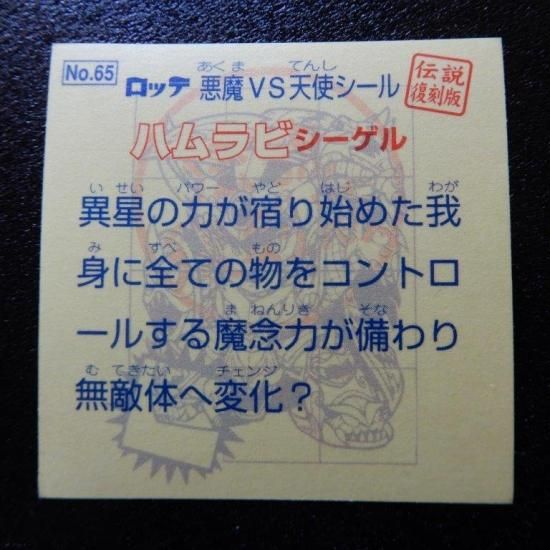 No.65
ロッテ 悪魔VS天使シール
あくま てんし
伝説
復刻版
ハムラビシーゲル
いせい パワー やど はじ わが
異星の力が宿り始めた我
み すべ もの
身に全ての物をコントロ
ま ねんりき そな
ールする魔念力が備わり
む てきたい チェンジ
無敵体へ変化？